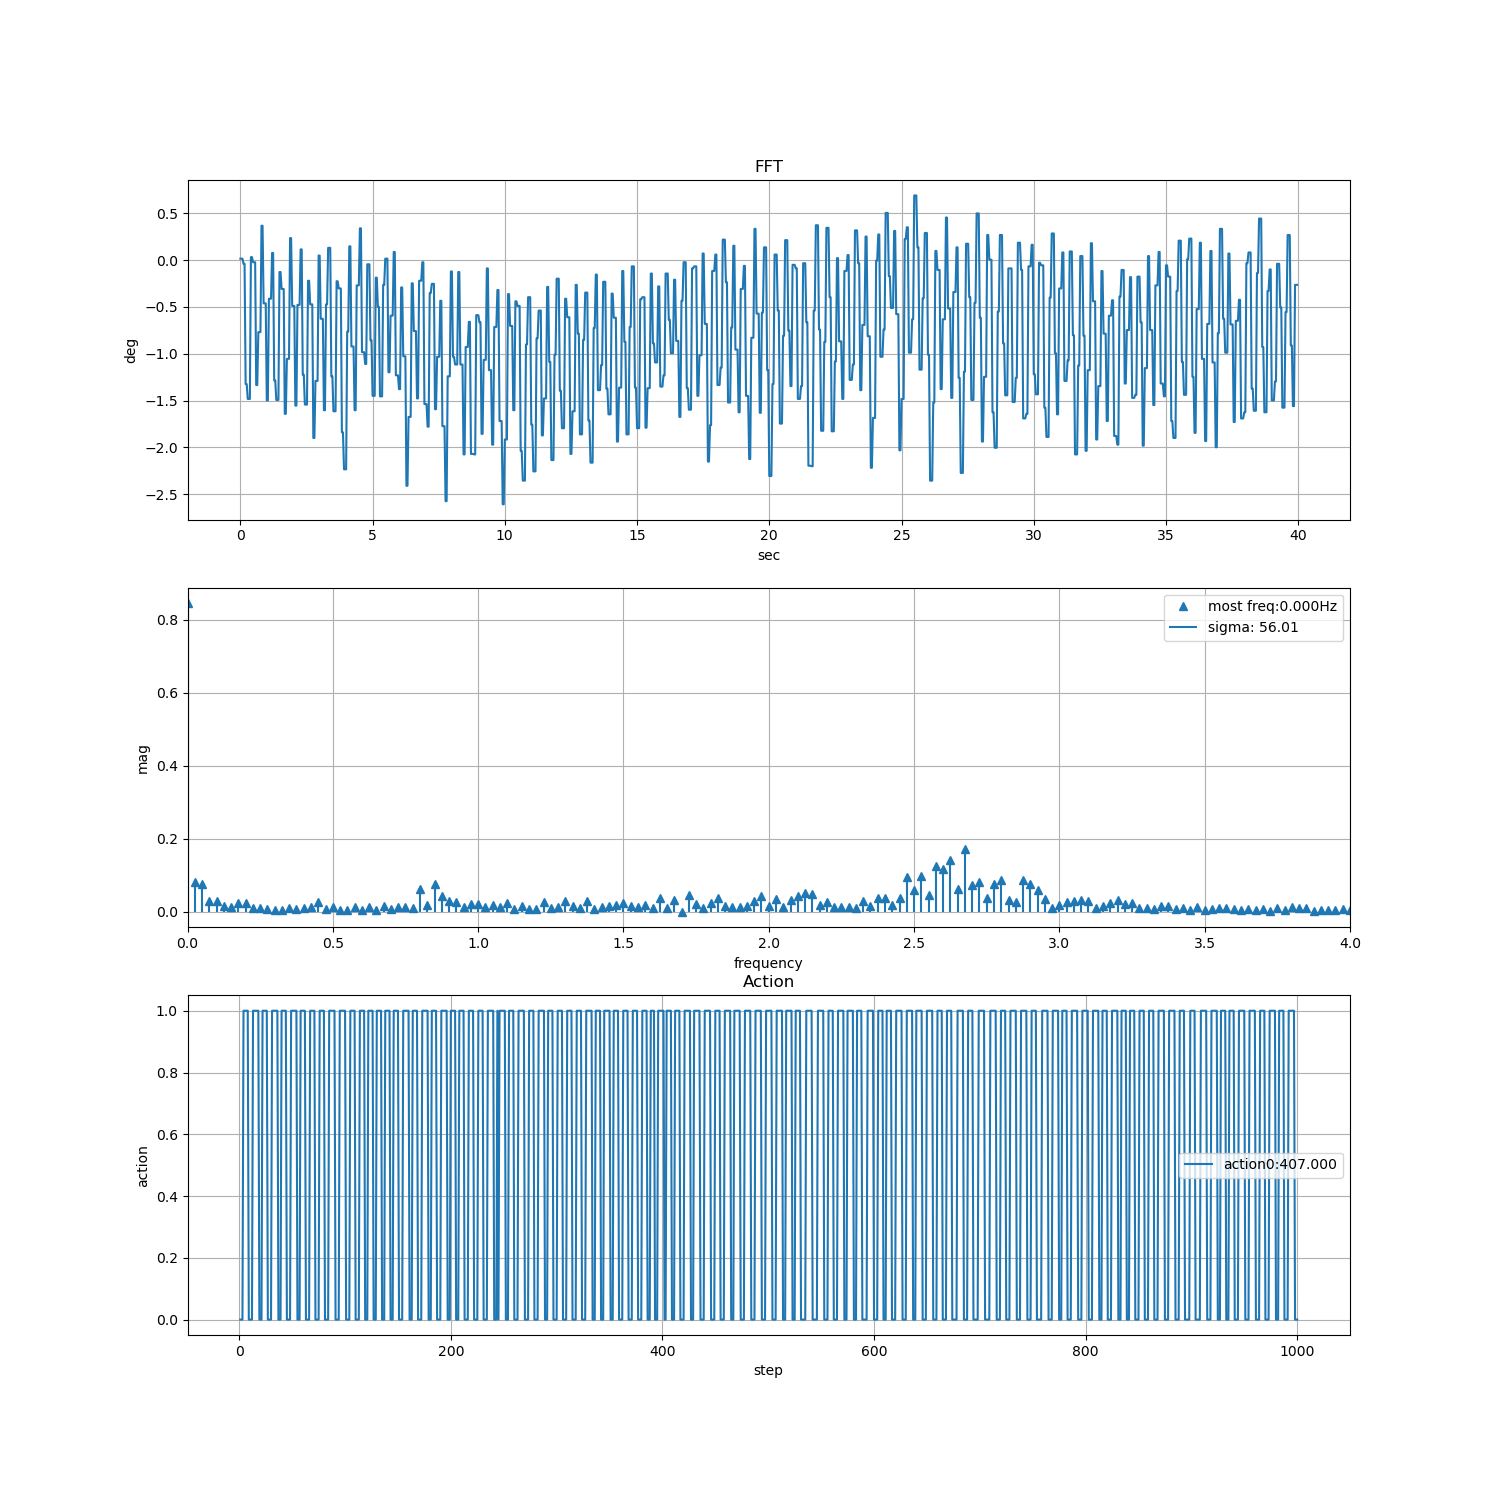 FFT
0.5
0.0
−0.5
−1.0
−1.5
−2.0
−2.5
deg
0 5 10 15 20 25 30 35 40
sec
most freq:0.000Hz
sigma: 56.01
0.8
0.6
0.4
0.2
0.0
mag
0.0 0.5 1.0 1.5 2.0 2.5 3.0 3.5 4.0
frequency
Action
1.0
0.8
0.6
0.4
0.2
0.0
action
action0:407.000
0 200 400 600 800 1000
step